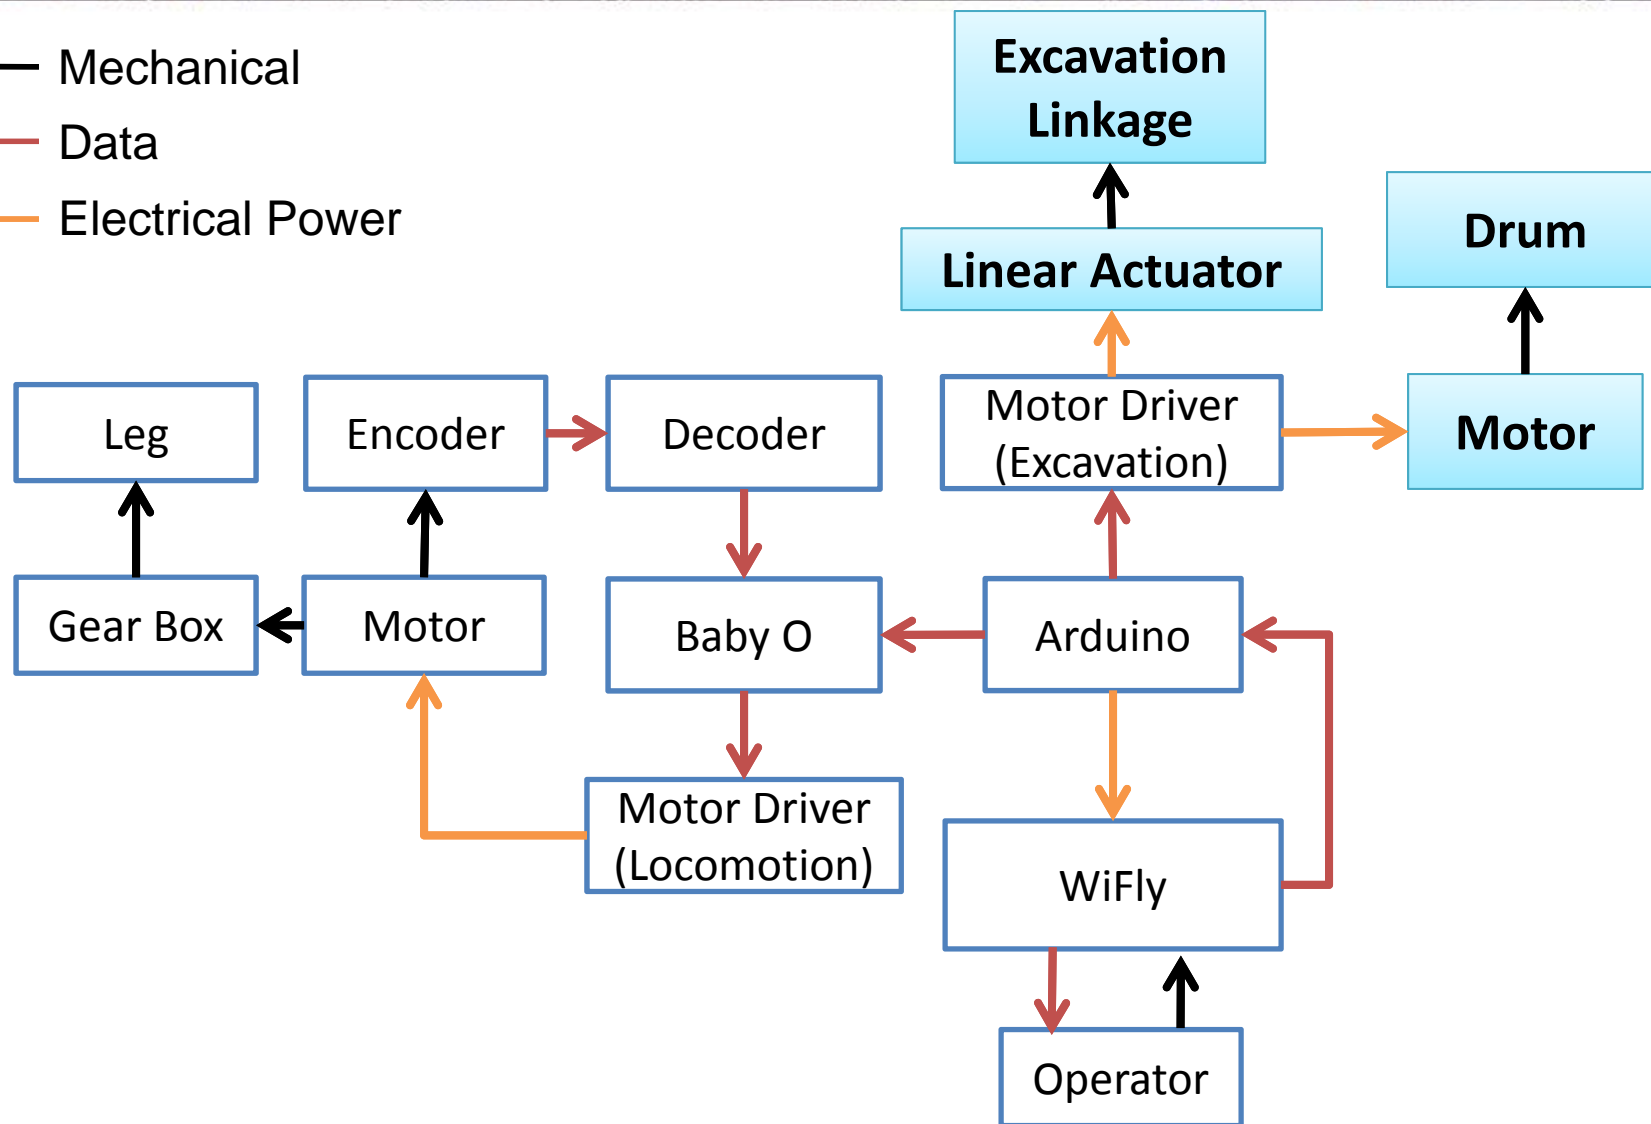 Mechanical
Data
Electrical Power
Excavation
Linkage
Drum
Linear Actuator
Leg
Encoder
Decoder
Motor Driver
(Excavation)
Motor
Gear Box
Motor
Baby O
Arduino
Motor Driver
(Locomotion)
WiFly
Operator